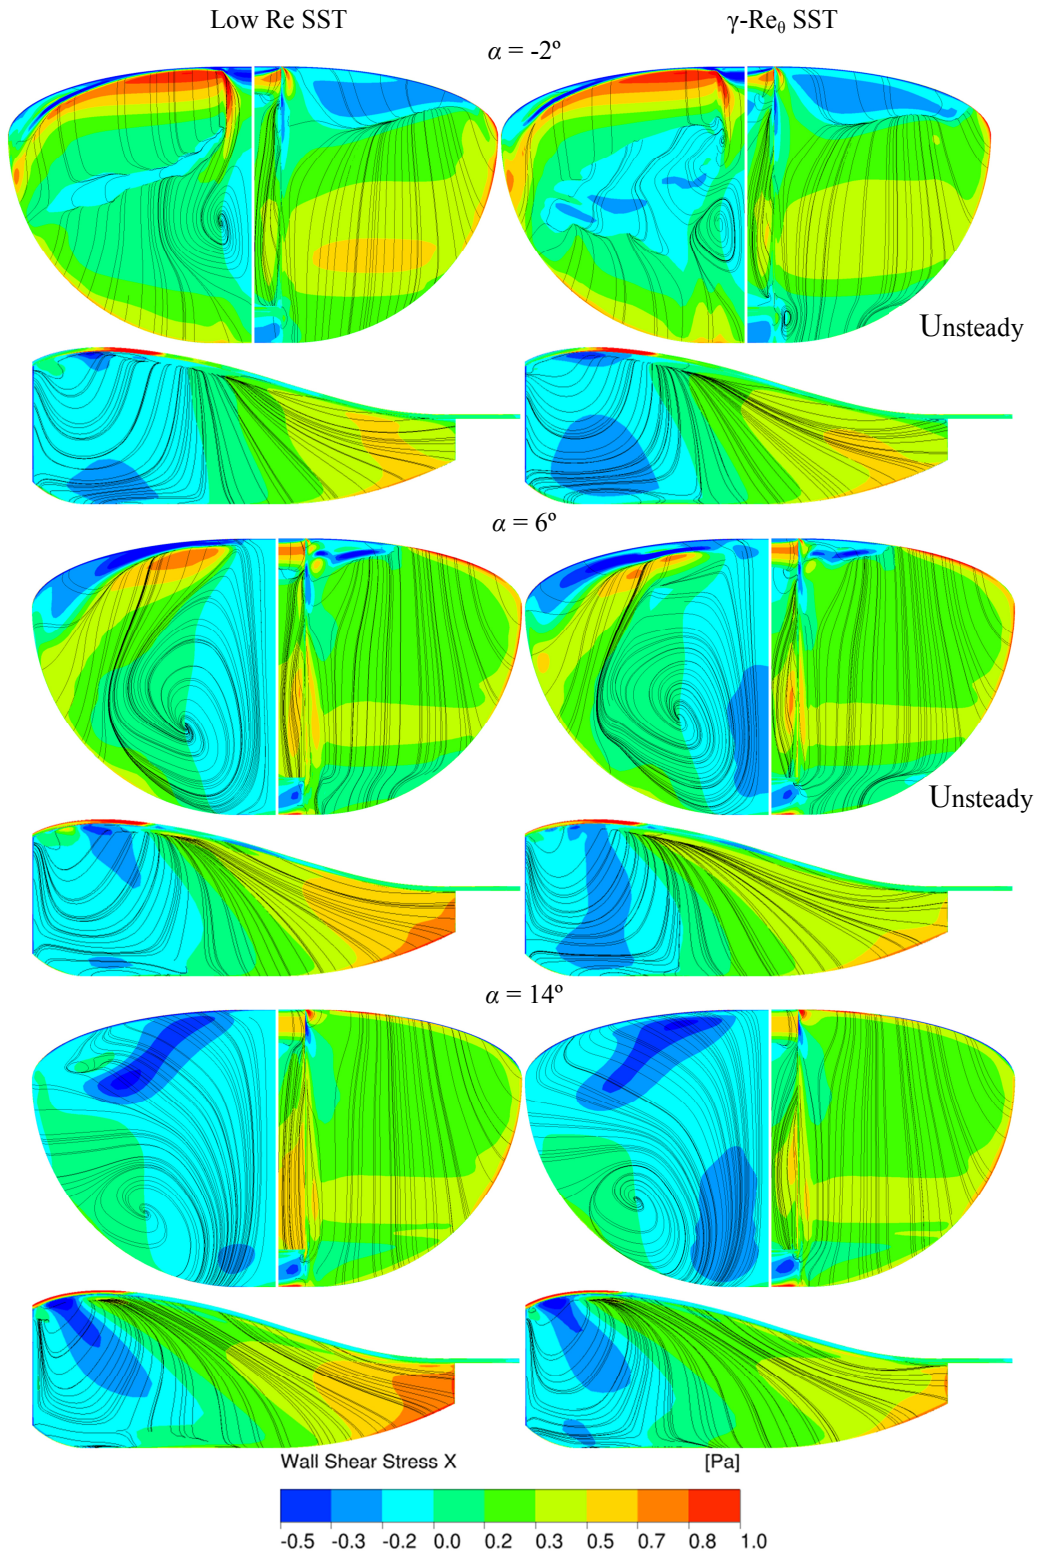 Low Re SST γ-Reθ SST
α = -2º
Unsteady
α = 6º
Unsteady
α = 14º
Wall Shear Stress X [Pa]
-0.5 -0.3 -0.2 0.0 0.2 0.3 0.5 0.7 0.8 1.0